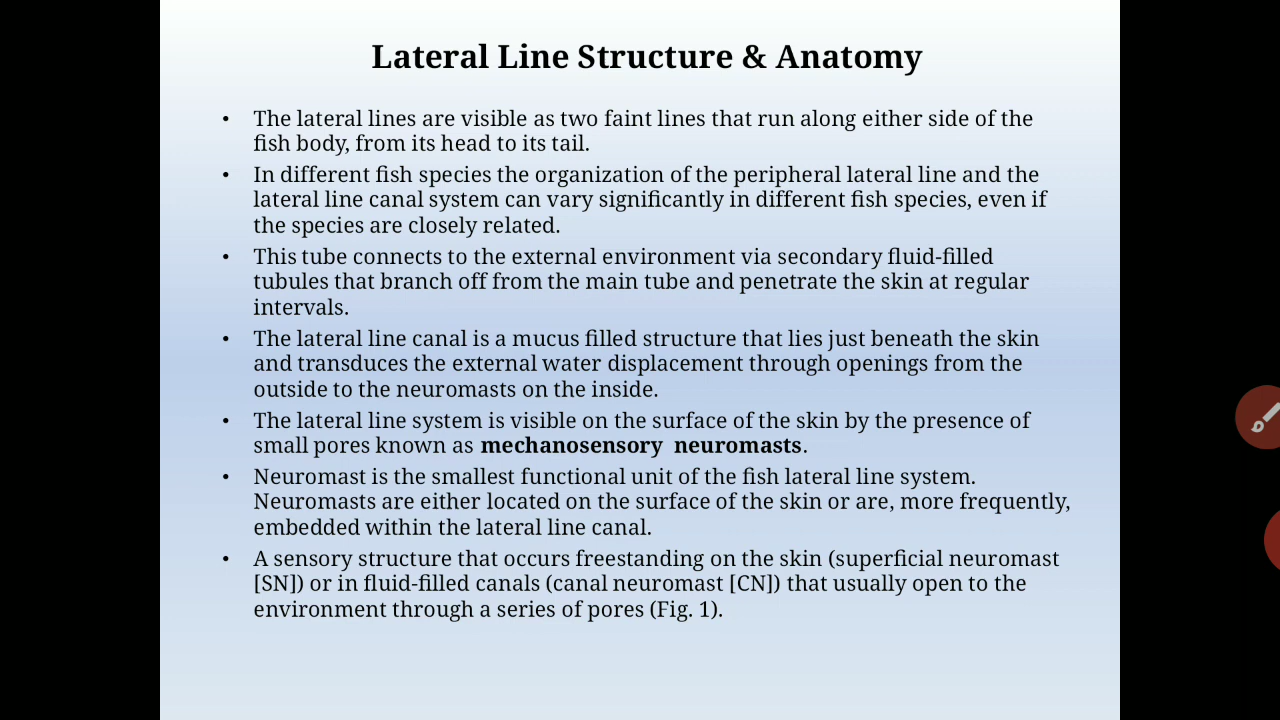 Lateral Line Structure & Anatomy
• The lateral lines are visible as two faint lines that run along either side of the
fish body, from its head to its tail.
• In different fish species the organization of the peripheral lateral line and the
lateral line canal system can vary significantly in different fish species, even if
the species are closely related.
• This tube connects to the external environment via secondary fluid-filled
tubules that branch off from the main tube and penetrate the skin at regular
intervals.
• The lateral line canal is a mucus filled structure that lies just beneath the skin
and transduces the external water displacement through openings from the
outside to the neuromasts on the inside.
• The lateral line system is visible on the surface of the skin by the presence of
small pores known as mechanosensory  neuromasts.
• Neuromast is the smallest functional unit of the fish lateral line system.
Neuromasts are either located on the surface of the skin or are, more frequently,
embedded within the lateral line canal.
• A sensory structure that occurs freestanding on the skin (superficial neuromast
[SN]) or in fluid-filled canals (canal neuromast [CN]) that usually open to the
environment through a series of pores (Fig. 1).